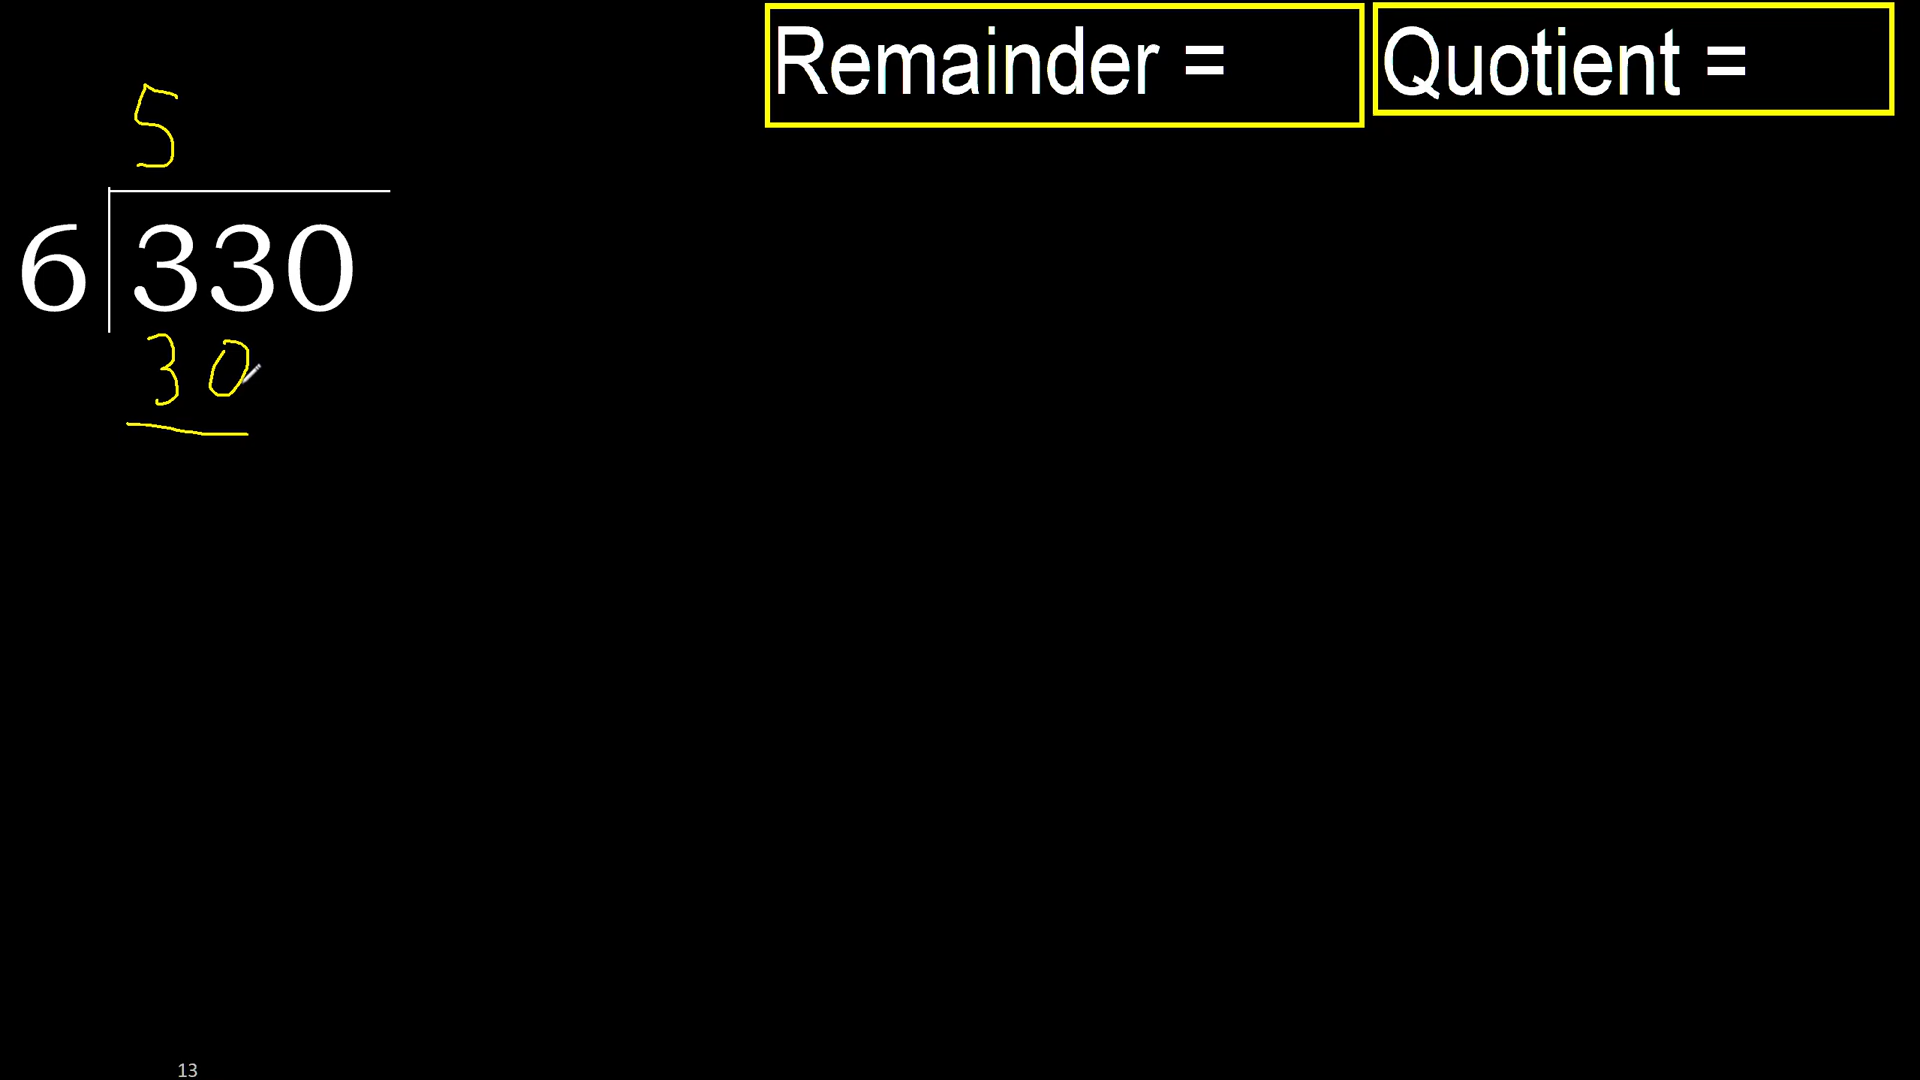 Remainder =
Quotient =
5
6 330
30
13